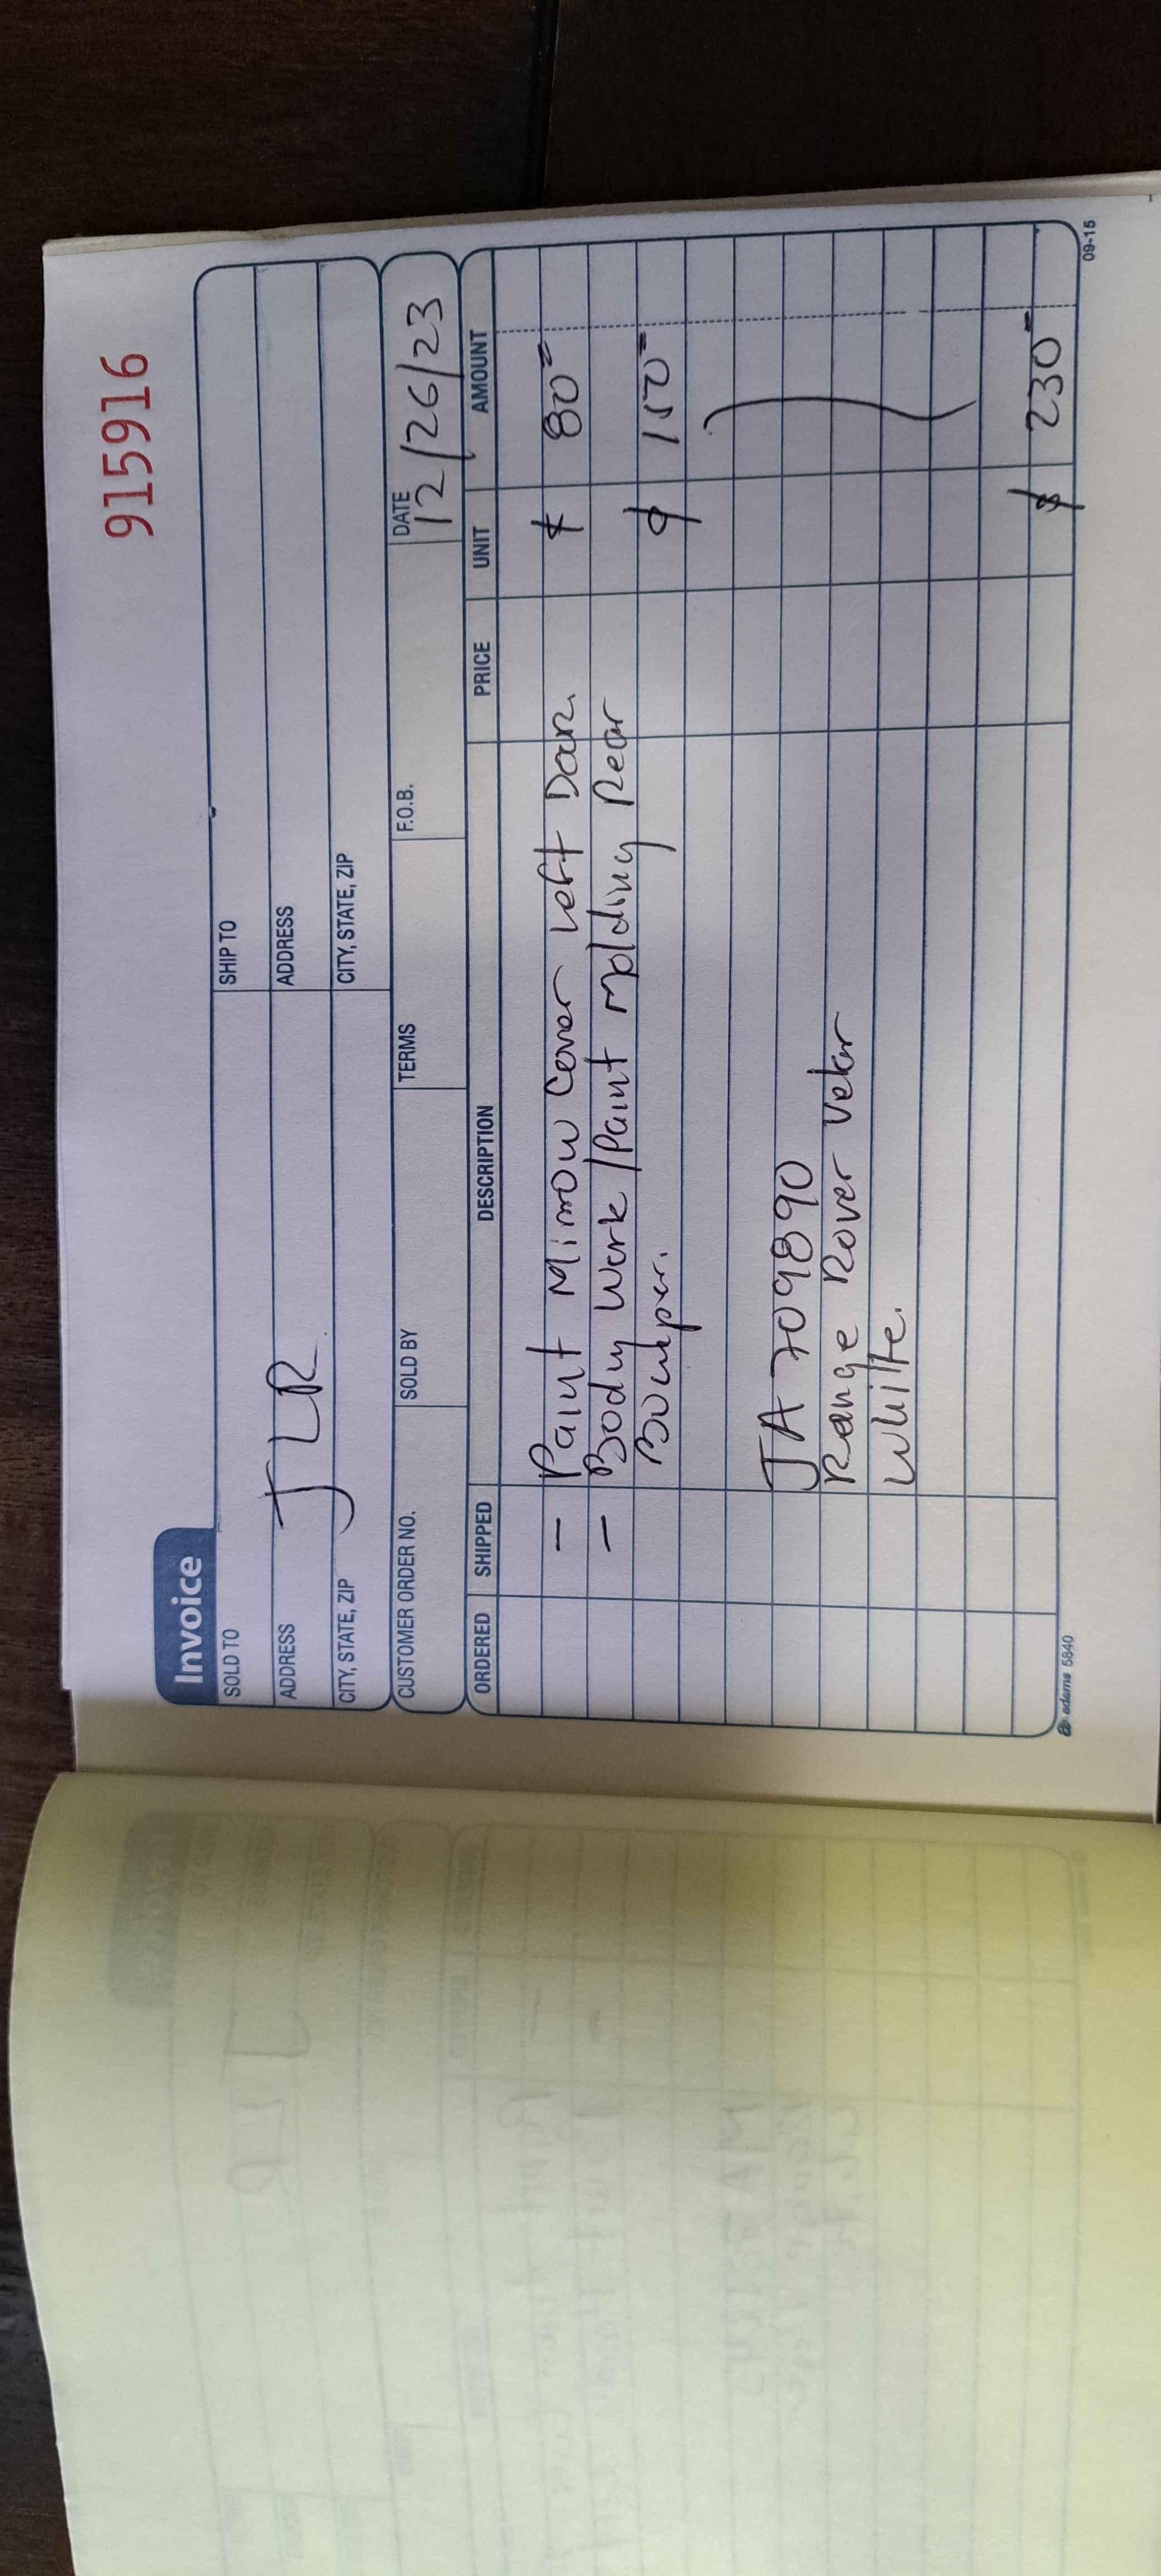 915916
Invoice
SOLD TO
SHIP TO
ADDRESS
JLR
ADDRESS
CITY, STATE, ZIP
CITY, STATE, ZIP
CUSTOMER ORDER NO.
SOLD BY
TERMS
F.O.B.
DATE
12/26/23
ORDERED SHIPPED DESCRIPTION PRICE UNIT AMOUNT
- Paint Mirrow Cover Left Door. $ 80=
- Body Work / Paint Molding Rear
Bumper. $ 150=
JA 709890
Range Rover Velar
White.
$ 230-
adams 5840
09-15